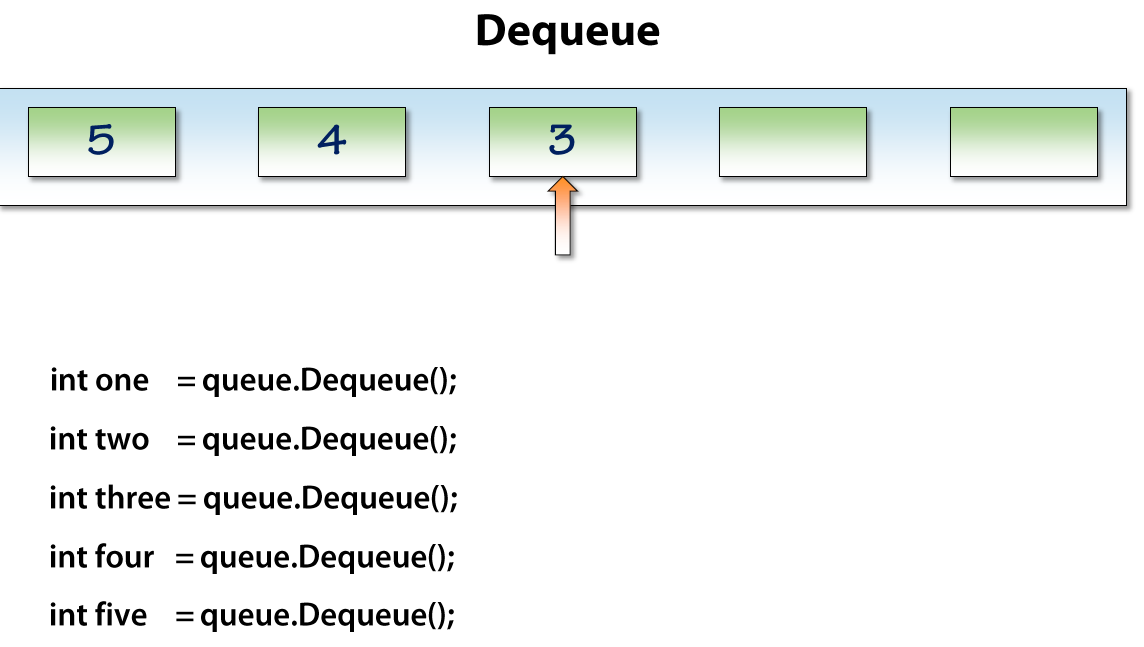 Dequeue
5 4 3
int one = queue.Dequeue();
int two = queue.Dequeue();
int three = queue.Dequeue();
int four = queue.Dequeue();
int five = queue.Dequeue();